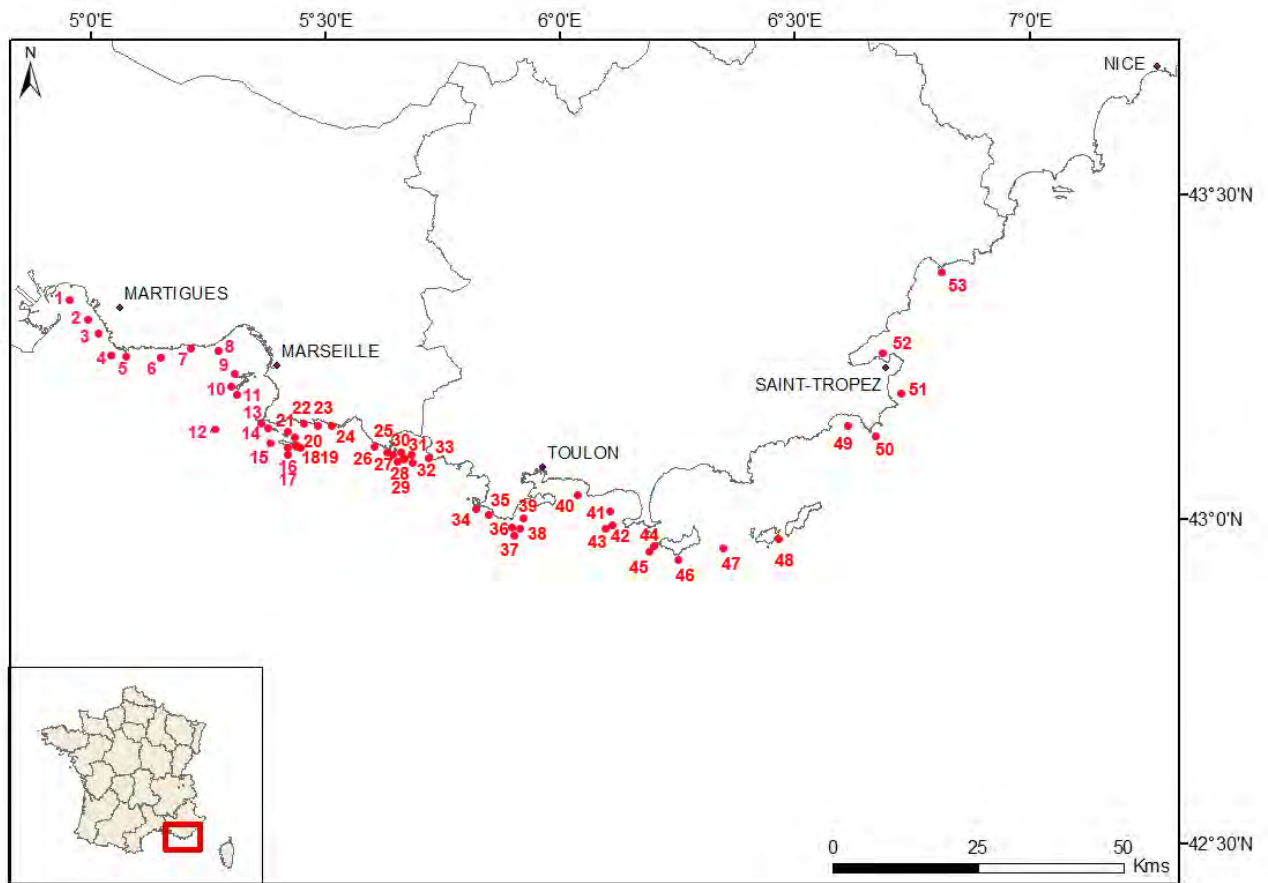 5°0'E 5°30'E 6°0'E 6°30'E 7°0'E
N
NICE
43°30'N
53
1
MARTIGUES
2
3
4 5 6 7 8
MARSEILLE
9
10 11
52
SAINT-TROPEZ
51
12 13 14 15 16 17
21 22 23 24
20
18 19
25 30 31 33
26 27 28 32
29
49 50
TOULON
34 35 36 37 38 39
40 41 42 43
43°0'N
44 45 46 47 48
0 25 50
Kms
42°30'N